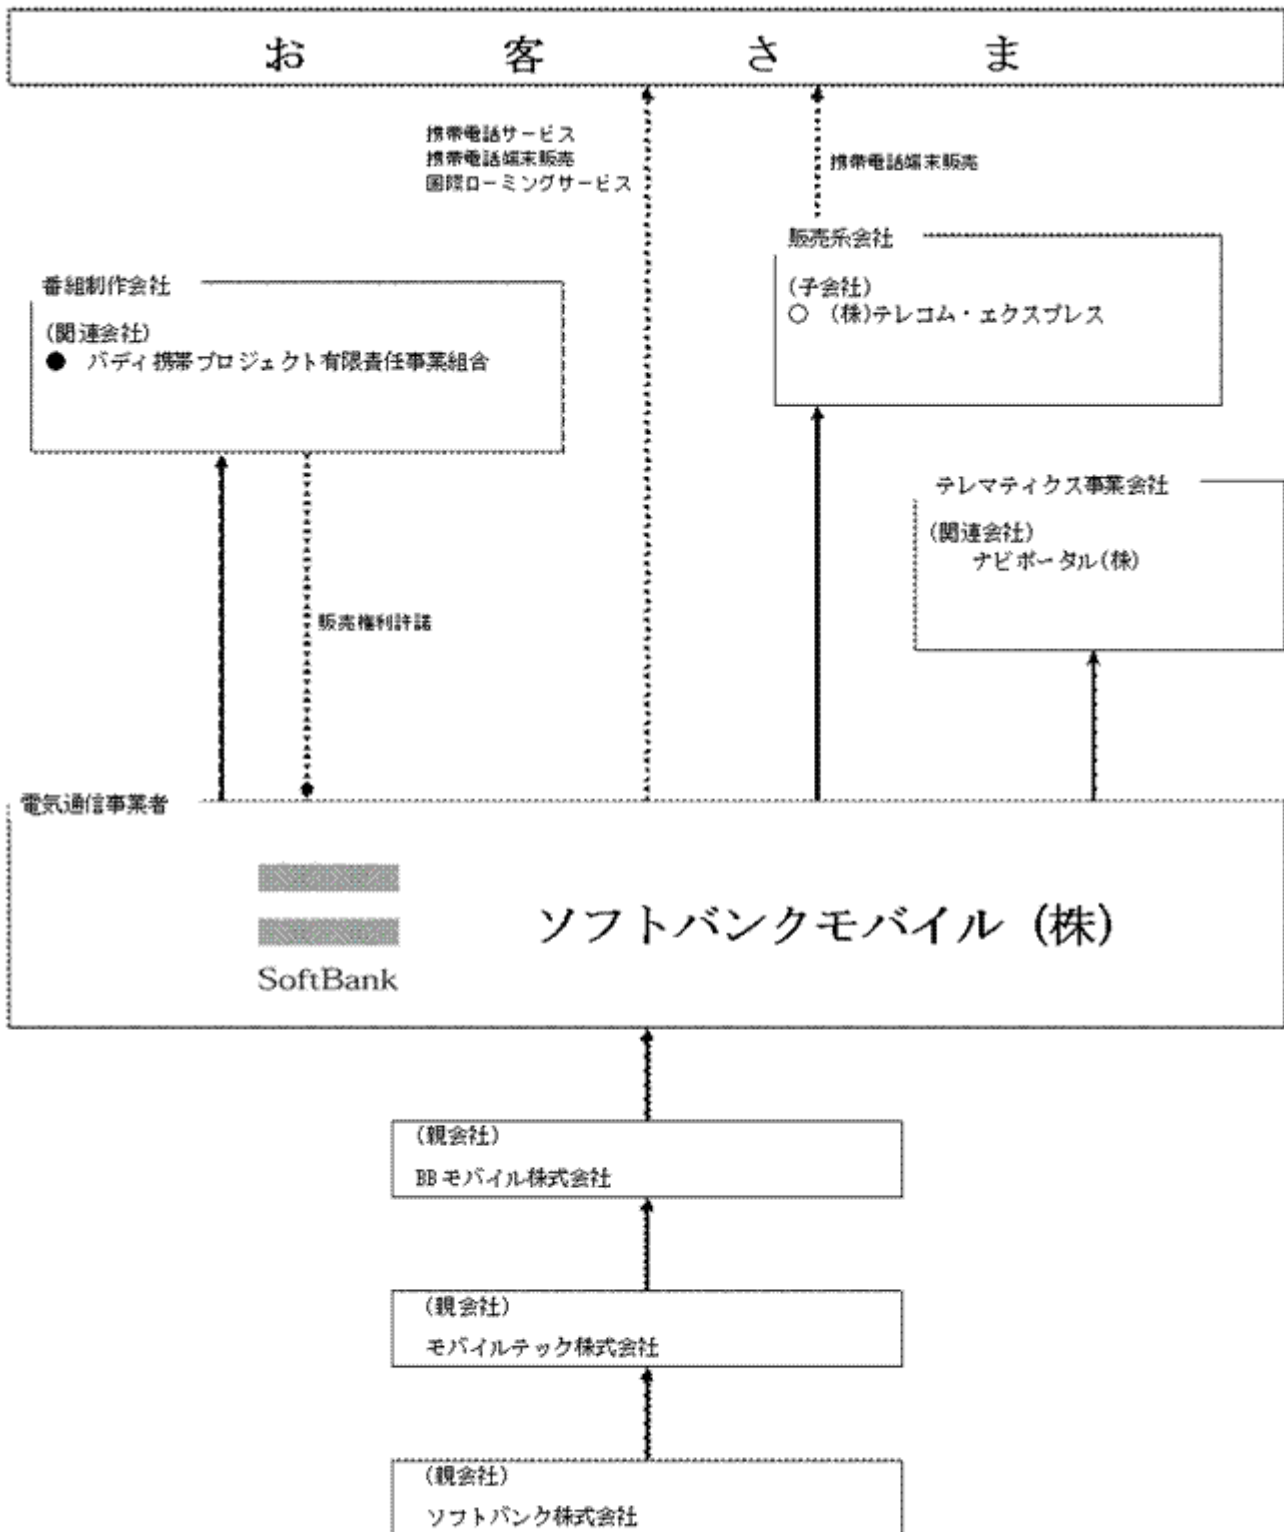 お客さま
携帯電話サービス
携帯電話端末販売
国際ローミングサービス
携帯電話端末販売
販売系会社
(子会社)
○ (株)テレコム・エクスプレス
番組制作会社
(関連会社)
● バディ携帯プロジェクト有限責任事業組合
テレマティクス事業会社
(関連会社)
ナビポータル(株)
販売権利許諾
電気通信事業者
ソフトバンクモバイル (株)
SoftBank
(親会社)
BBモバイル株式会社
(親会社)
モバイルテック株式会社
(親会社)
ソフトバンク株式会社